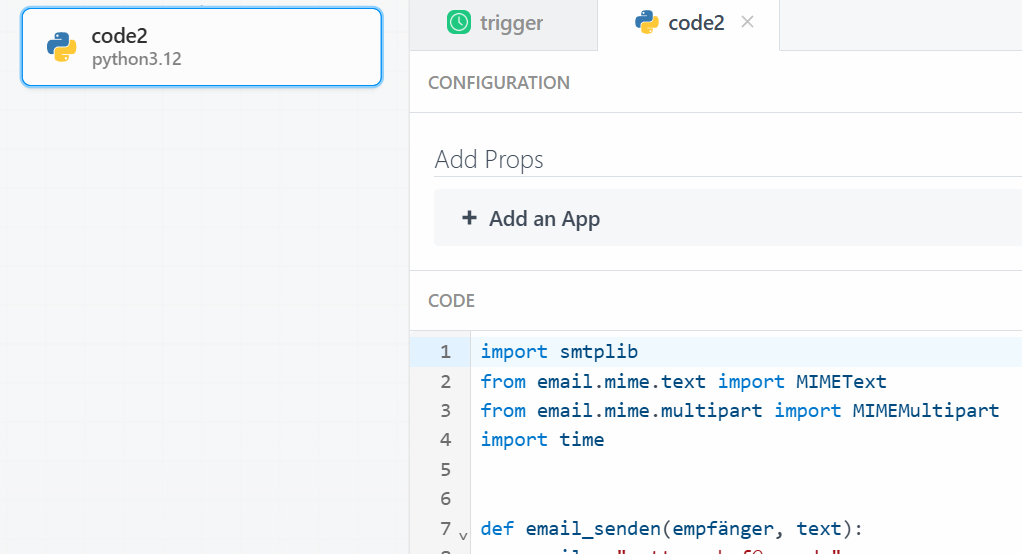 code2
python3.12
trigger
code2
CONFIGURATION
Add Props
+ Add an App
CODE
1 import smtplib
2 from email.mime.text import MIMEText
3 from email.mime.multipart import MIMEMultipart
4 import time
5
6
7 def email_senden(empfänger, text):